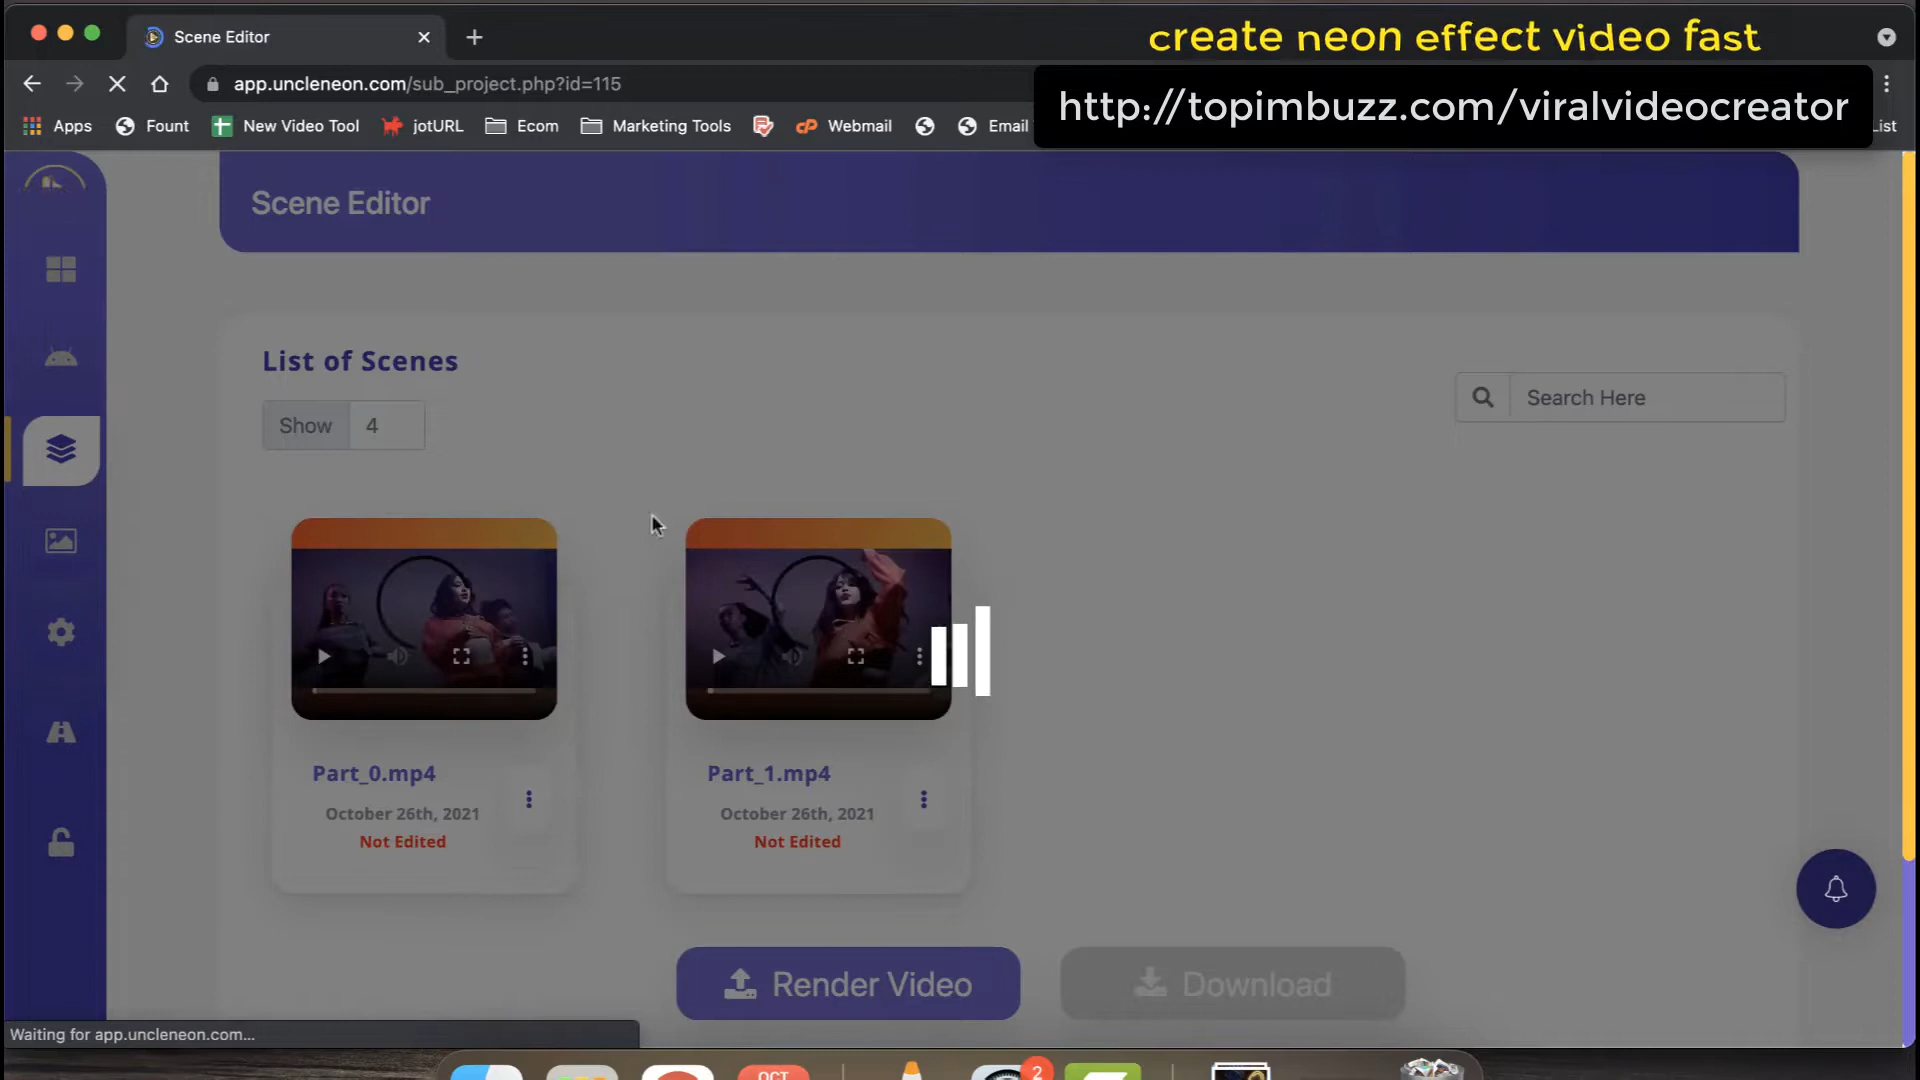 Scene Editor
create neon effect video fast
app.uncleneon.com/sub_project.php?id=115
http://topimbuzz.com/viralvideocreator
Apps Fount New Video Tool jotURL Ecom Marketing Tools Webmail Email List
Scene Editor
List of Scenes
Show 4
Search Here
Part_0.mp4
October 26th, 2021
Not Edited
Part_1.mp4
October 26th, 2021
Not Edited
Render Video
Download
Waiting for app.uncleneon.com...
OCT
2